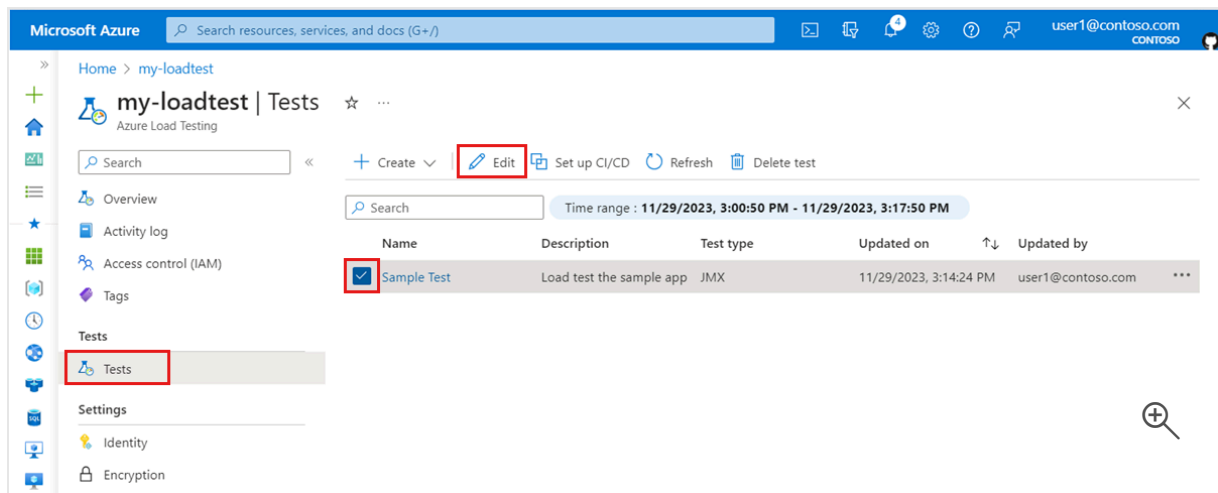 Microsoft Azure
Search resources, services, and docs (G+/)
4
user1@contoso.com
CONTOSO
Home > my-loadtest
my-loadtest | Tests
Azure Load Testing
Search
Create
Edit
Set up CI/CD
Refresh
Delete test
Overview
Activity log
Access control (IAM)
Tags
Tests
Tests
Settings
Identity
Encryption
Search
Time range : 11/29/2023, 3:00:50 PM - 11/29/2023, 3:17:50 PM
Name Description Test type Updated on Updated by
Sample Test Load test the sample app JMX 11/29/2023, 3:14:24 PM user1@contoso.com
SQL